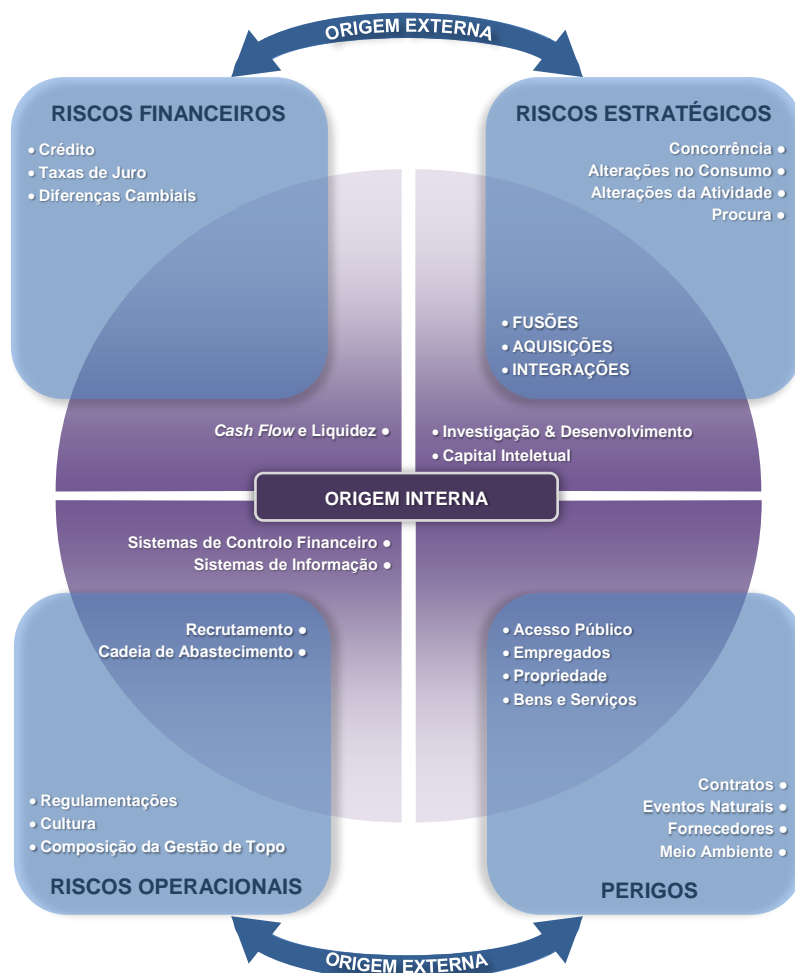 ORIGEM EXTERNA
RISCOS FINANCEIROS
• Crédito
• Taxas de Juro
• Diferenças Cambiais
RISCOS ESTRATÉGICOS
Concorrência •
Alterações no Consumo •
Alterações da Atividade •
Procura •
• FUSÕES
• AQUISIÇÕES
• INTEGRAÇÕES
Cash Flow e Liquidez •
• Investigação & Desenvolvimento
• Capital Inteletual
ORIGEM INTERNA
Sistemas de Controlo Financeiro •
Sistemas de Informação •
Recrutamento •
Cadeia de Abastecimento •
• Regulamentações
• Cultura
• Composição da Gestão de Topo
RISCOS OPERACIONAIS
• Acesso Público
• Empregados
• Propriedade
• Bens e Serviços
Contratos •
Eventos Naturais •
Fornecedores •
Meio Ambiente •
PERIGOS
ORIGEM EXTERNA